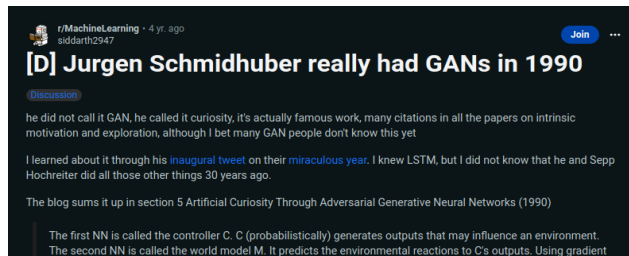 r/MachineLearning • 4 yr. ago
siddarth2947
Join
[D] Jurgen Schmidhuber really had GANs in 1990
Discussion
he did not call it GAN, he called it curiosity, it's actually famous work, many citations in all the papers on intrinsic
motivation and exploration, although I bet many GAN people don't know this yet
I learned about it through his inaugural tweet on their miraculous year. I knew LSTM, but I did not know that he and Sepp
Hochreiter did all those other things 30 years ago.
The blog sums it up in section 5 Artificial Curiosity Through Adversarial Generative Neural Networks (1990)
The first NN is called the controller C. C (probabilistically) generates outputs that may influence an environment.
The second NN is called the world model M. It predicts the environmental reactions to C's outputs. Using gradient